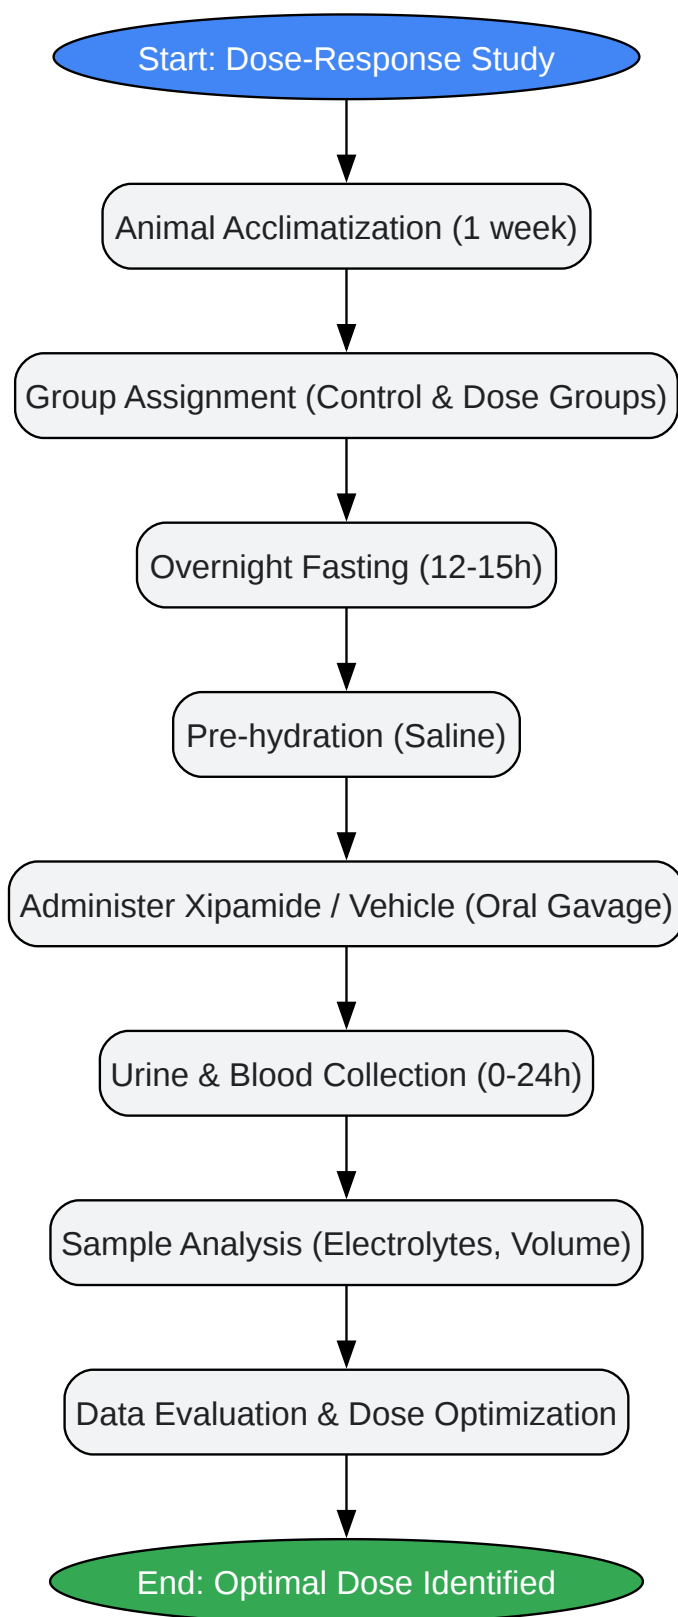 Start: Dose-Response Study
Animal Acclimatization (1 week)
Group Assignment (Control & Dose Groups)
Overnight Fasting (12-15h)
Pre-hydration (Saline)
Administer Xipamide / Vehicle (Oral Gavage)
Urine & Blood Collection (0-24h)
Sample Analysis (Electrolytes, Volume)
Data Evaluation & Dose Optimization
End: Optimal Dose Identified